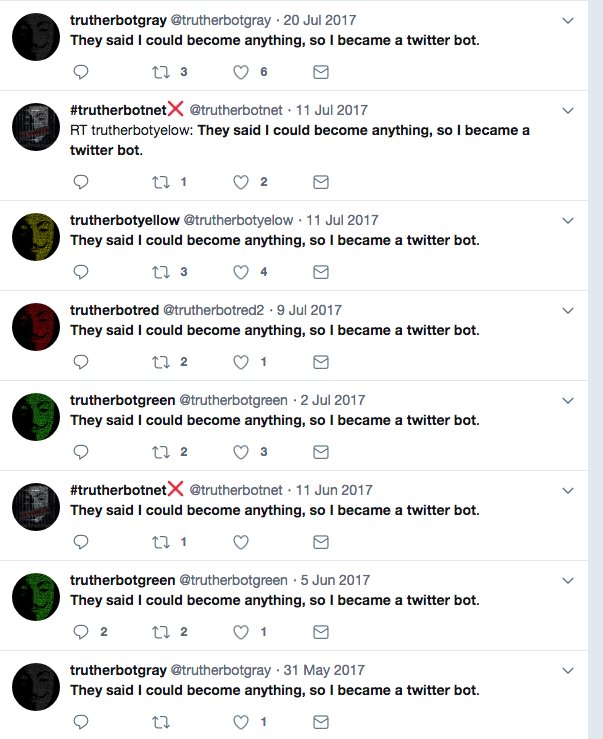 trutherbotgray @trutherbotgray · 20 Jul 2017
They said I could become anything, so I became a twitter bot.
3 6
#trutherbotnet❌ @trutherbotnet · 11 Jul 2017
RT trutherbotyelow: They said I could become anything, so I became a
twitter bot.
1 2
trutherbotyellow @trutherbotyelow · 11 Jul 2017
They said I could become anything, so I became a twitter bot.
3 4
trutherbotred @trutherbotred2 · 9 Jul 2017
They said I could become anything, so I became a twitter bot.
2 1
trutherbotgreen @trutherbotgreen · 2 Jul 2017
They said I could become anything, so I became a twitter bot.
2 3
#trutherbotnet❌ @trutherbotnet · 11 Jun 2017
They said I could become anything, so I became a twitter bot.
1
trutherbotgreen @trutherbotgreen · 5 Jun 2017
They said I could become anything, so I became a twitter bot.
2 2 1
trutherbotgray @trutherbotgray · 31 May 2017
They said I could become anything, so I became a twitter bot.
1